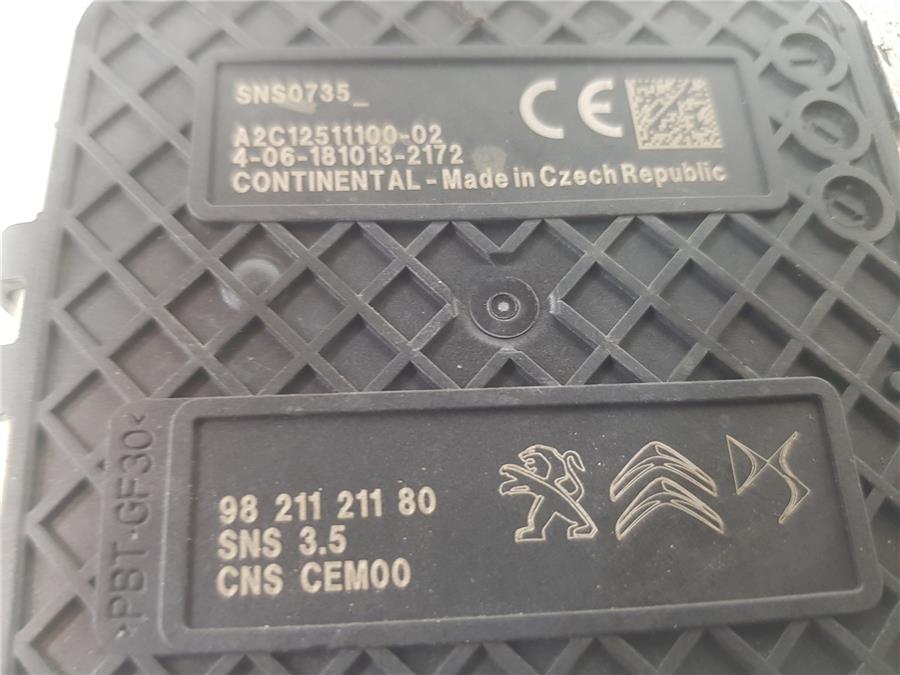 SNS0735_
A2C12511100-02
4-06-181013-2172
CONTINENTAL - Made in Czech Republic
CE
>PBT-GF30<
98 211 211 80
SNS 3.5
CNS CEM00
DS